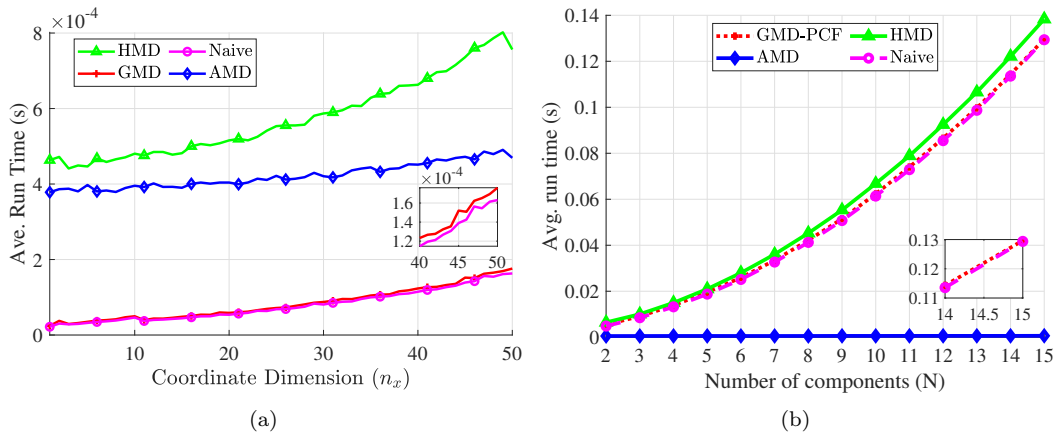 ×10⁻⁴
8
6
4
2
0
Ave. Run Time (s)
HMD Naive
GMD AMD
×10⁻⁴
1.6
1.4
1.2
40 45 50
10 20 30 40 50
Coordinate Dimension (nₓ)
(a)
0.14
0.12
0.1
0.08
0.06
0.04
0.02
0
Avg. run time (s)
GMD-PCF HMD
AMD Naive
0.13
0.12
0.11
14 14.5 15
2 3 4 5 6 7 8 9 10 11 12 13 14 15
Number of components (N)
(b)